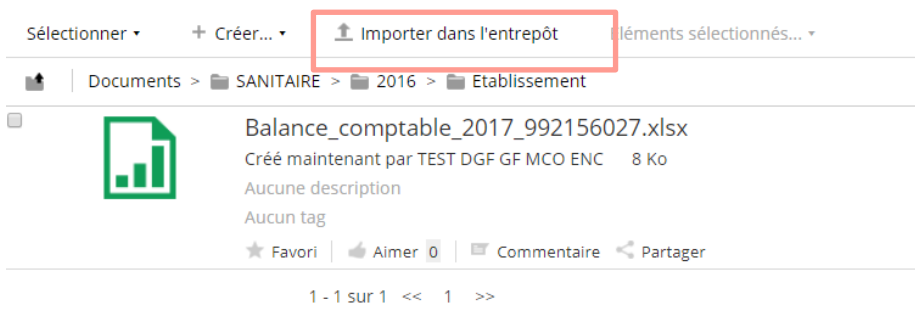 Sélectionner Créer... Importer dans l'entrepôt Éléments sélectionnés...
Documents > SANITAIRE > 2016 > Etablissement
Balance_comptable_2017_992156027.xlsx
Créé maintenant par TEST DGF GF MCO ENC 8 Ko
Aucune description
Aucun tag
Favori Aimer 0 Commentaire Partager
1 - 1 sur 1 << 1 >>